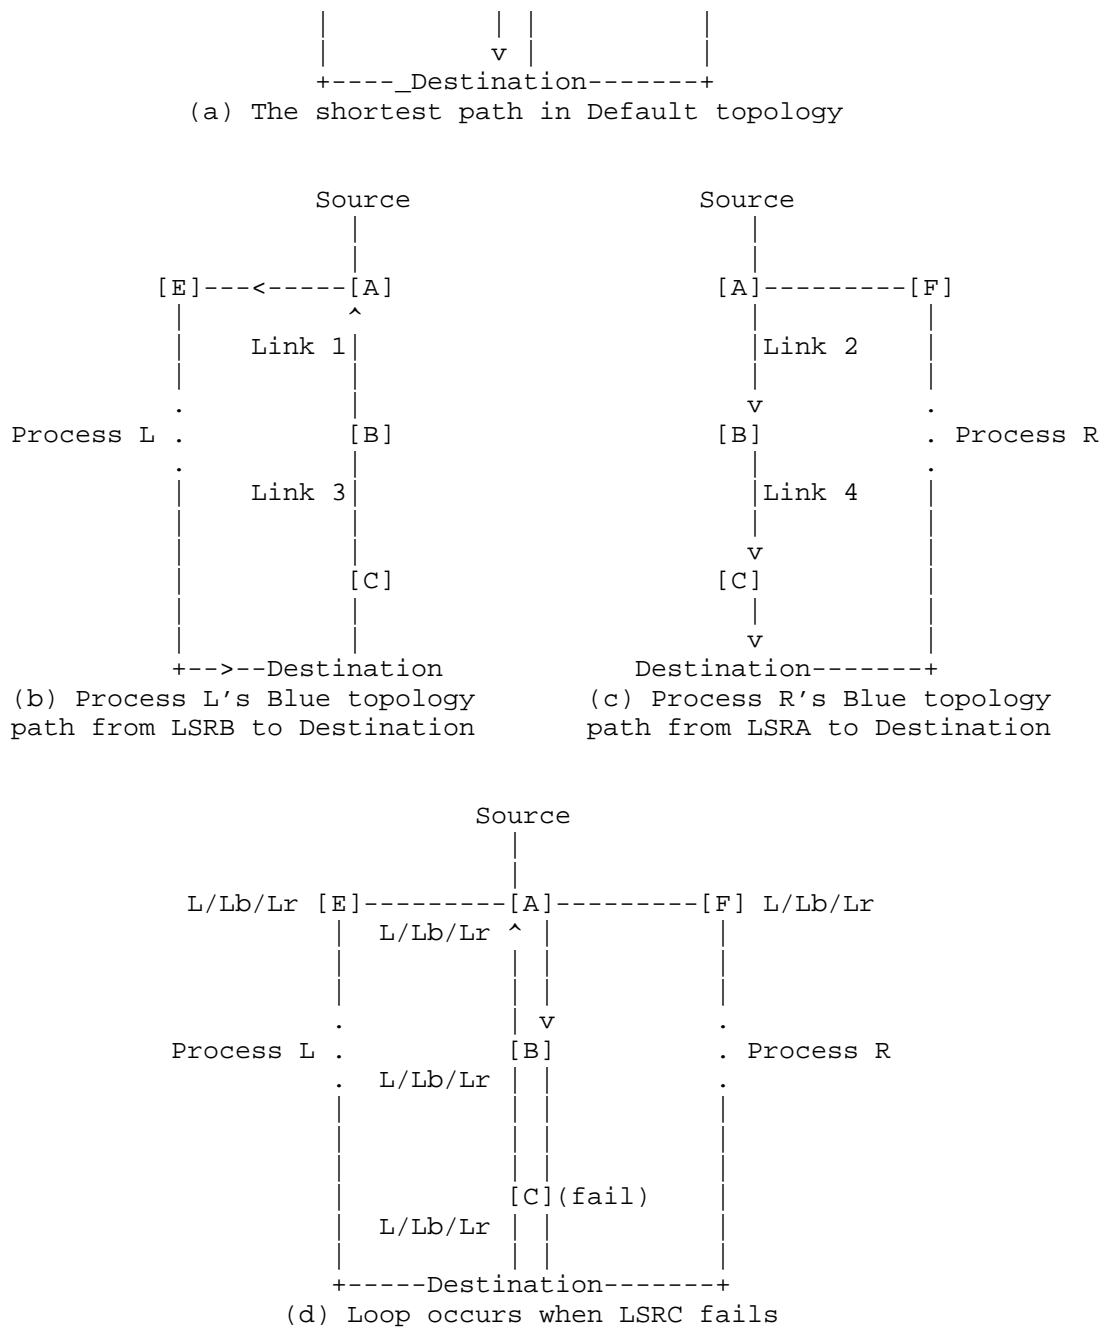 | | | |
| v | |
+----_Destination-------+
(a) The shortest path in Default topology
Source Source
| |
| |
[E]---<-----[A] [A]---------[F]
| ^ | |
| Link 1| |Link 2 |
| | | |
. | v .
Process L . [B] [B] . Process R
. | | .
| Link 3| |Link 4 |
| | | |
| | v |
| [C] [C] |
| | | |
| | v |
+-->--Destination Destination-------+
(b) Process L's Blue topology (c) Process R's Blue topology
path from LSRB to Destination path from LSRA to Destination
Source
|
|
L/Lb/Lr [E]---------[A]---------[F] L/Lb/Lr
| L/Lb/Lr ^ | |
| | | |
| | | |
. | v .
Process L . [B] . Process R
. L/Lb/Lr | | .
| | | |
| | | |
| | | |
| [C](fail) |
| L/Lb/Lr | | |
| | | |
+-----Destination-------+
(d) Loop occurs when LSRC fails